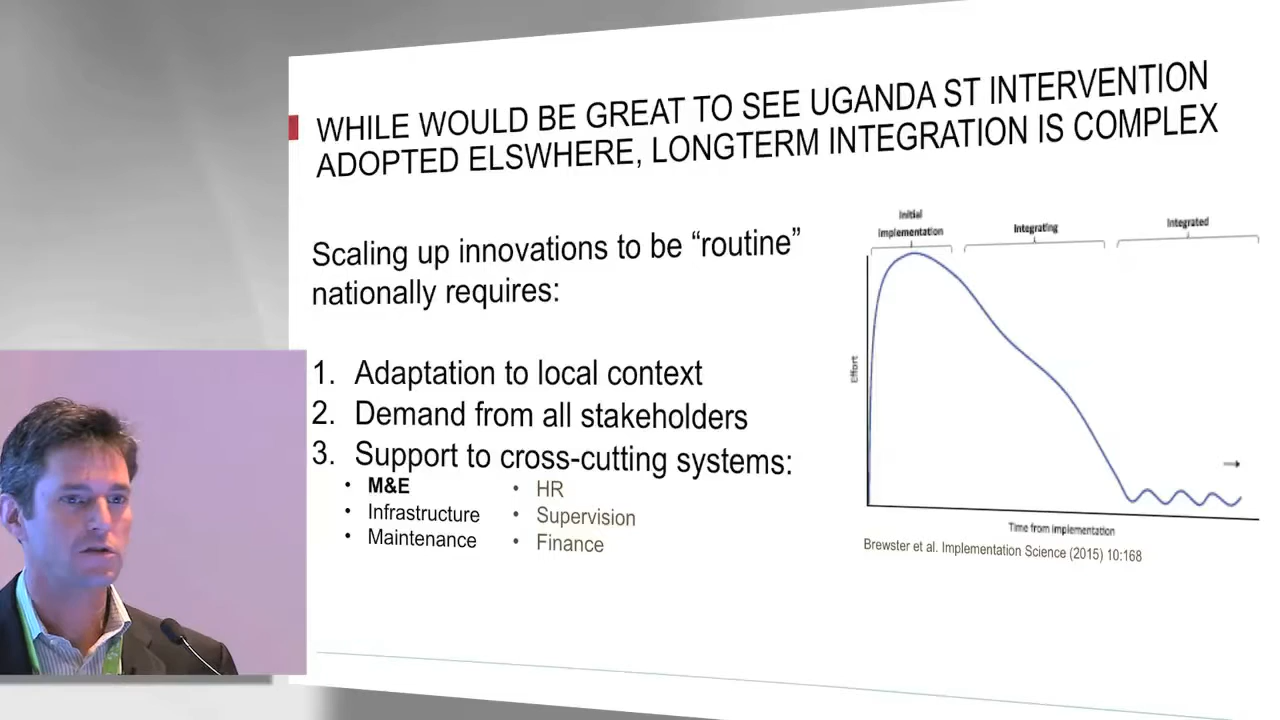 WHILE WOULD BE GREAT TO SEE UGANDA ST INTERVENTION
ADOPTED ELSWHERE, LONGTERM INTEGRATION IS COMPLEX
Scaling up innovations to be “routine”
nationally requires:
1. Adaptation to local context
2. Demand from all stakeholders
3. Support to cross-cutting systems:
• M&E
• Infrastructure
• Maintenance
• HR
• Supervision
• Finance
Initial
Implementation
Integrating
Integrated
Effort
Time from Implementation
Brewster et al. Implementation Science (2015) 10:168